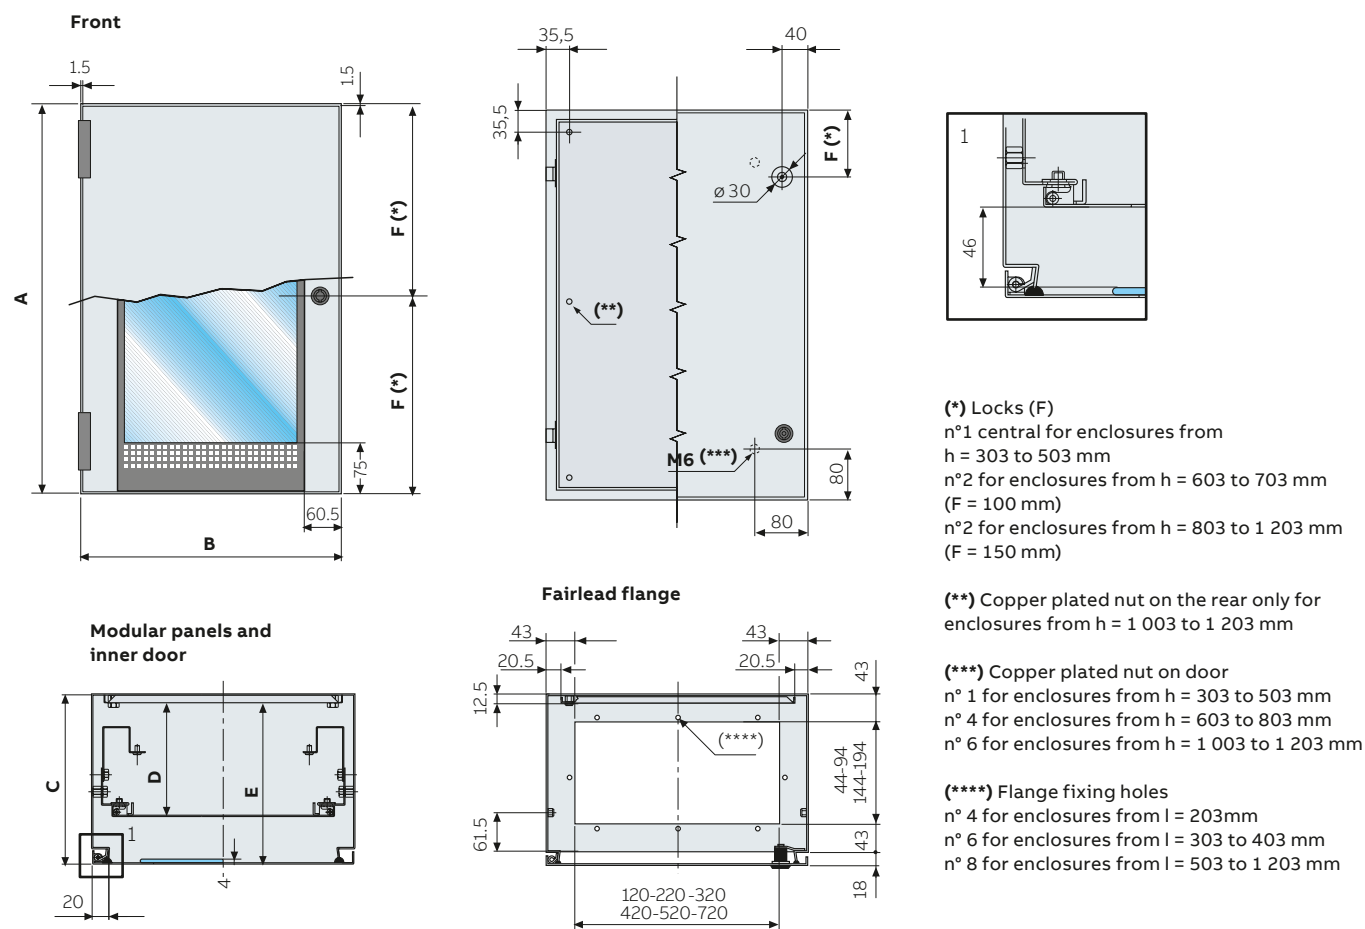 Front
1.5
1.5
A
F (*)
F (*)
75
60.5
B
35,5
40
35,5
F (*)
ø 30
(**)
M6 (***)
80
80
1
46
(*) Locks (F)
n°1 central for enclosures from
h = 303 to 503 mm
n°2 for enclosures from h = 603 to 703 mm
(F = 100 mm)
n°2 for enclosures from h = 803 to 1 203 mm
(F = 150 mm)
(**) Copper plated nut on the rear only for
enclosures from h = 1 003 to 1 203 mm
(***) Copper plated nut on door
n° 1 for enclosures from h = 303 to 503 mm
n° 4 for enclosures from h = 603 to 803 mm
n° 6 for enclosures from h = 1 003 to 1 203 mm
(****) Flange fixing holes
n° 4 for enclosures from l = 203mm
n° 6 for enclosures from l = 303 to 403 mm
n° 8 for enclosures from l = 503 to 1 203 mm
Modular panels and
inner door
C
D
E
1
4
20
Fairlead flange
43
43
20.5
20.5
43
12.5
(****)
44-94
144-194
61.5
43
18
120-220-320
420-520-720